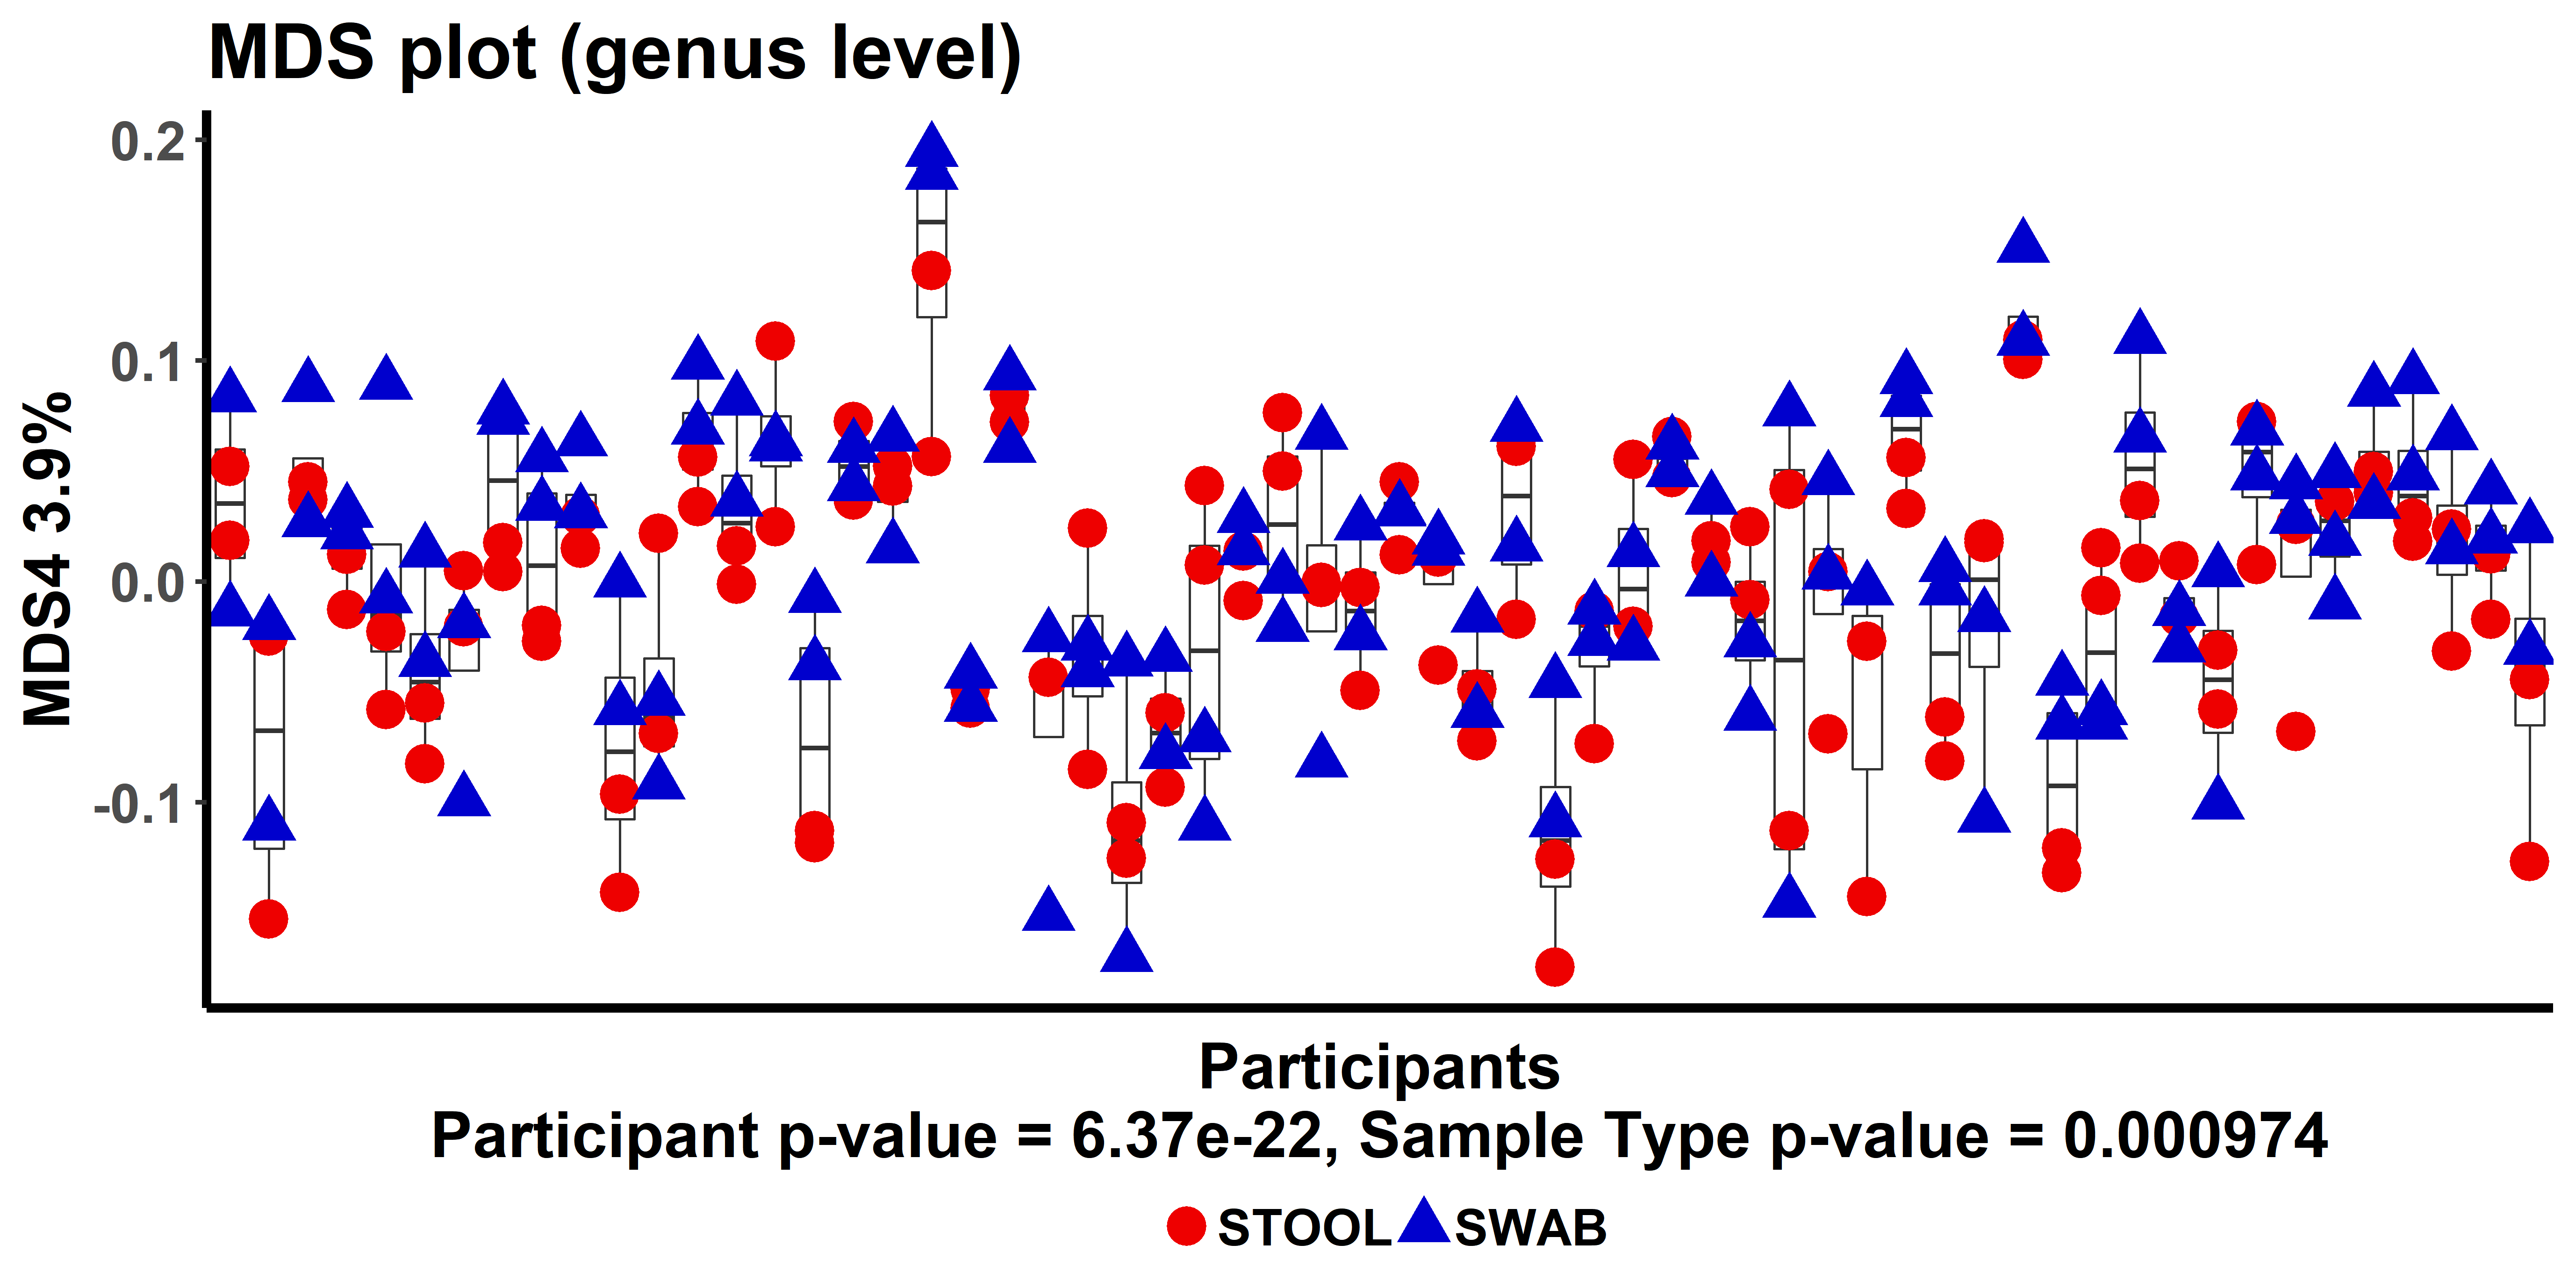 MDS plot (genus level)
0.2
0.1
0.0
-0.1
MDS4 3.9%
Participants
Participant p-value = 6.37e-22, Sample Type p-value = 0.000974
STOOL SWAB